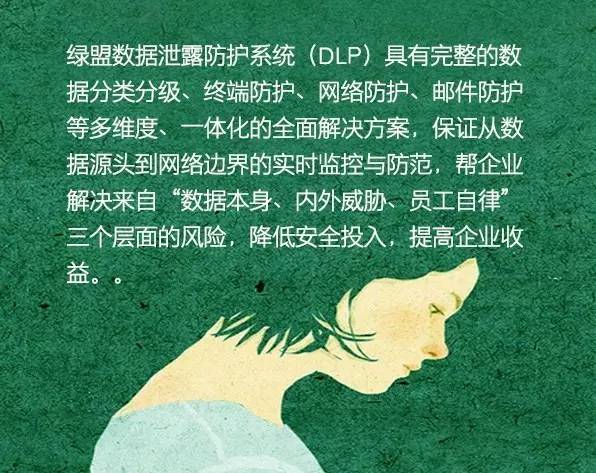 绿盟数据泄露防护系统（DLP）具有完整的数
据分类分级、终端防护、网络防护、邮件防护
等多维度、一体化的全面解决方案，保证从数
据源头到网络边界的实时监控与防范，帮企业
解决来自“数据本身、内外威胁、员工自律”
三个层面的风险，降低安全投入，提高企业收
益。。